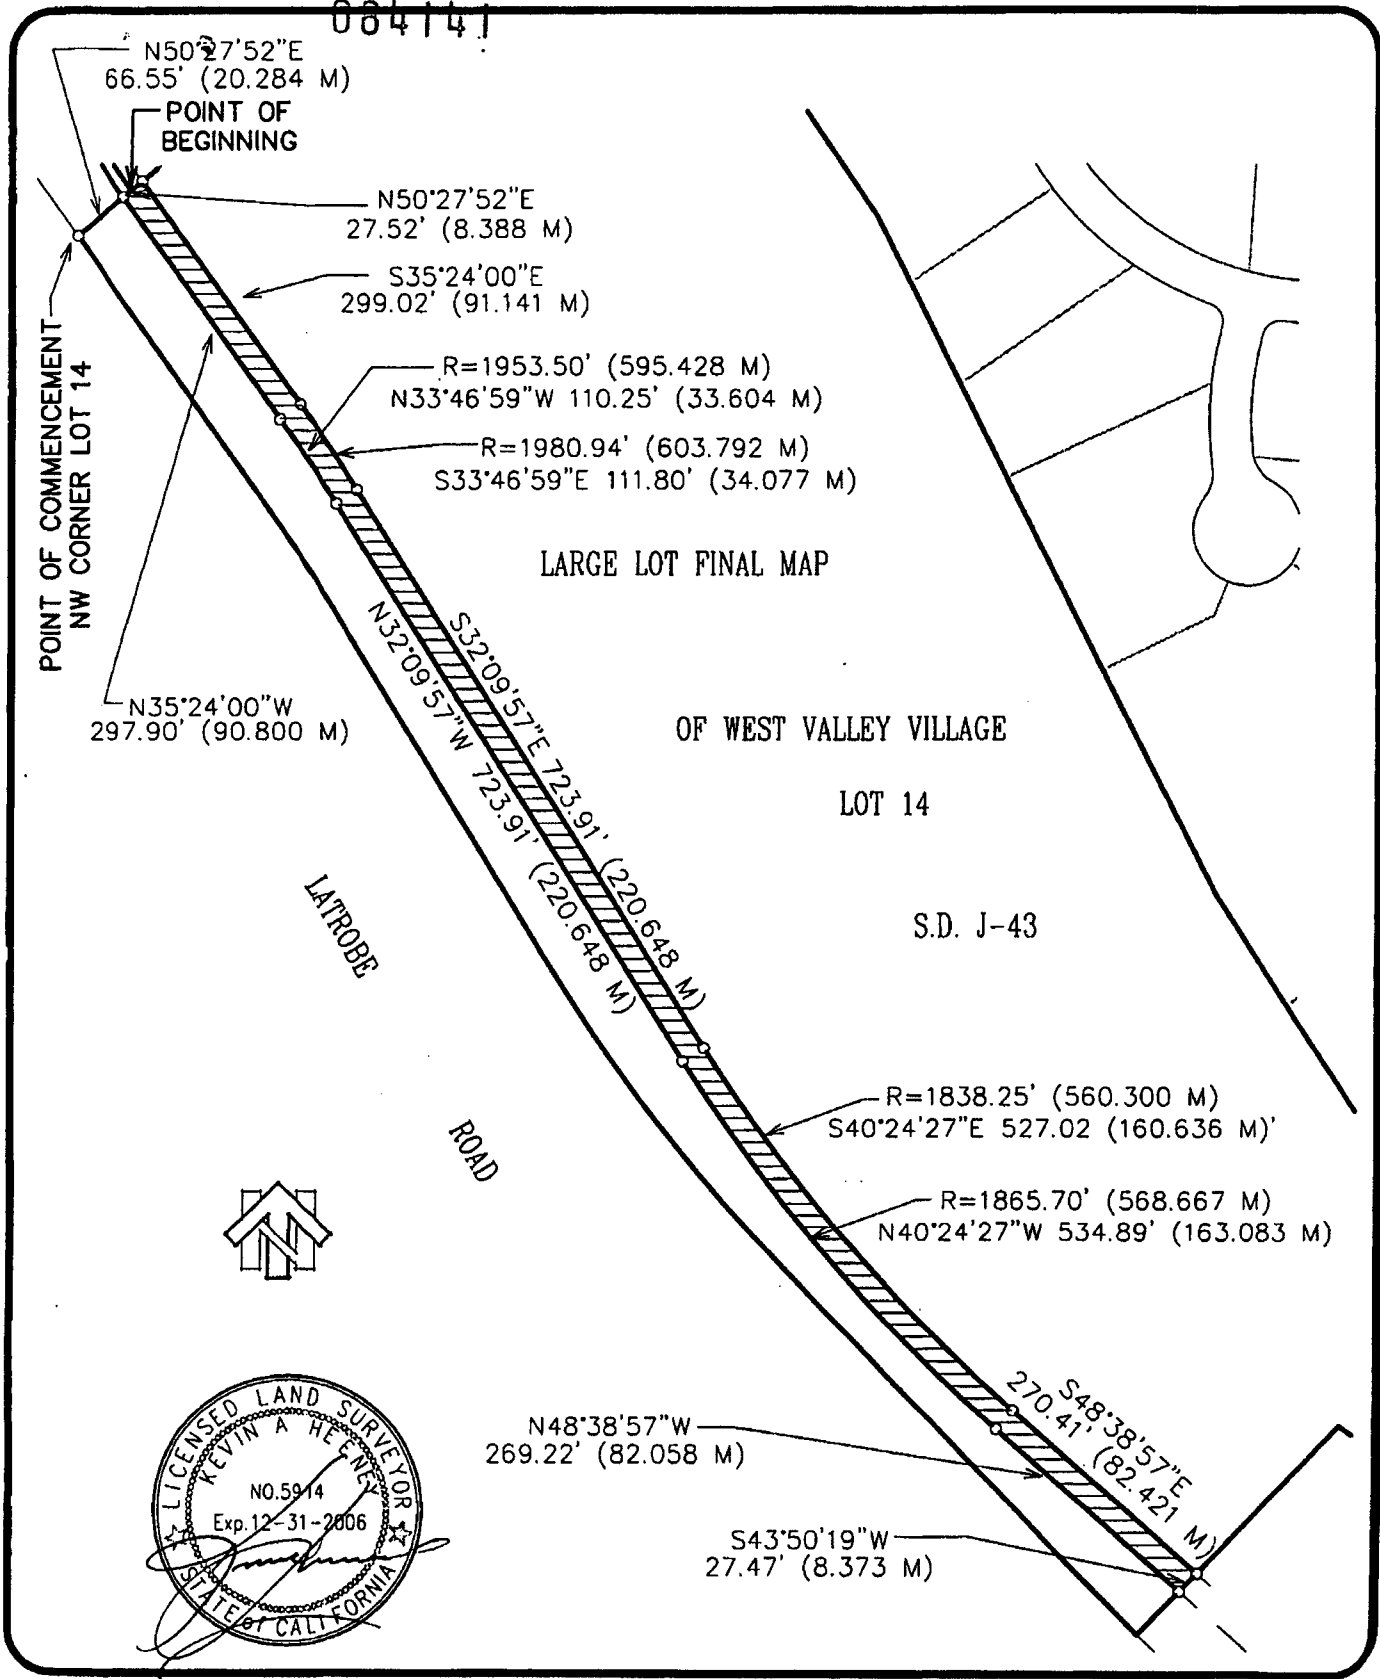 084141
N50°27'52"E
66.55' (20.284 M)
POINT OF
BEGINNING
N50°27'52"E
27.52' (8.388 M)
S35°24'00"E
299.02' (91.141 M)
R=1953.50' (595.428 M)
N33°46'59"W 110.25' (33.604 M)
R=1980.94' (603.792 M)
S33°46'59"E 111.80' (34.077 M)
POINT OF COMMENCEMENT
NW CORNER LOT 14
LARGE LOT FINAL MAP
N35°24'00"W
297.90' (90.800 M)
S32°09'57"E 723.91' (220.648 M)
N32°09'57"W 723.91' (220.648 M)
OF WEST VALLEY VILLAGE
LOT 14
S.D. J-43
LATROBE
ROAD
R=1838.25' (560.300 M)
S40°24'27"E 527.02 (160.636 M)'
R=1865.70' (568.667 M)
N40°24'27"W 534.89' (163.083 M)
N
S48°38'57"E
270.41' (82.421 M)
N48°38'57"W
269.22' (82.058 M)
S43°50'19"W
27.47' (8.373 M)
LICENSED LAND SURVEYOR
KEVIN A HEENEY
NO.5914
Exp.12-31-2006
STATE of CALIFORNIA